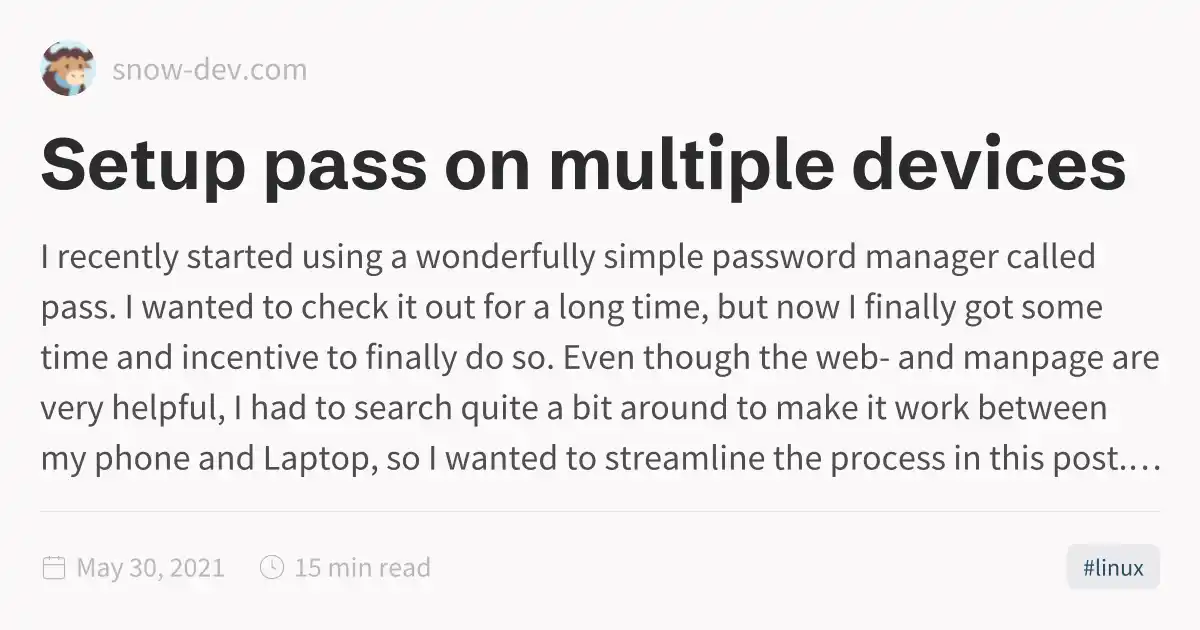 snow-dev.com
Setup pass on multiple devices
I recently started using a wonderfully simple password manager called
pass. I wanted to check it out for a long time, but now I finally got some
time and incentive to finally do so. Even though the web- and manpage are
very helpful, I had to search quite a bit around to make it work between
my phone and Laptop, so I wanted to streamline the process in this post.…
May 30, 2021 15 min read #linux